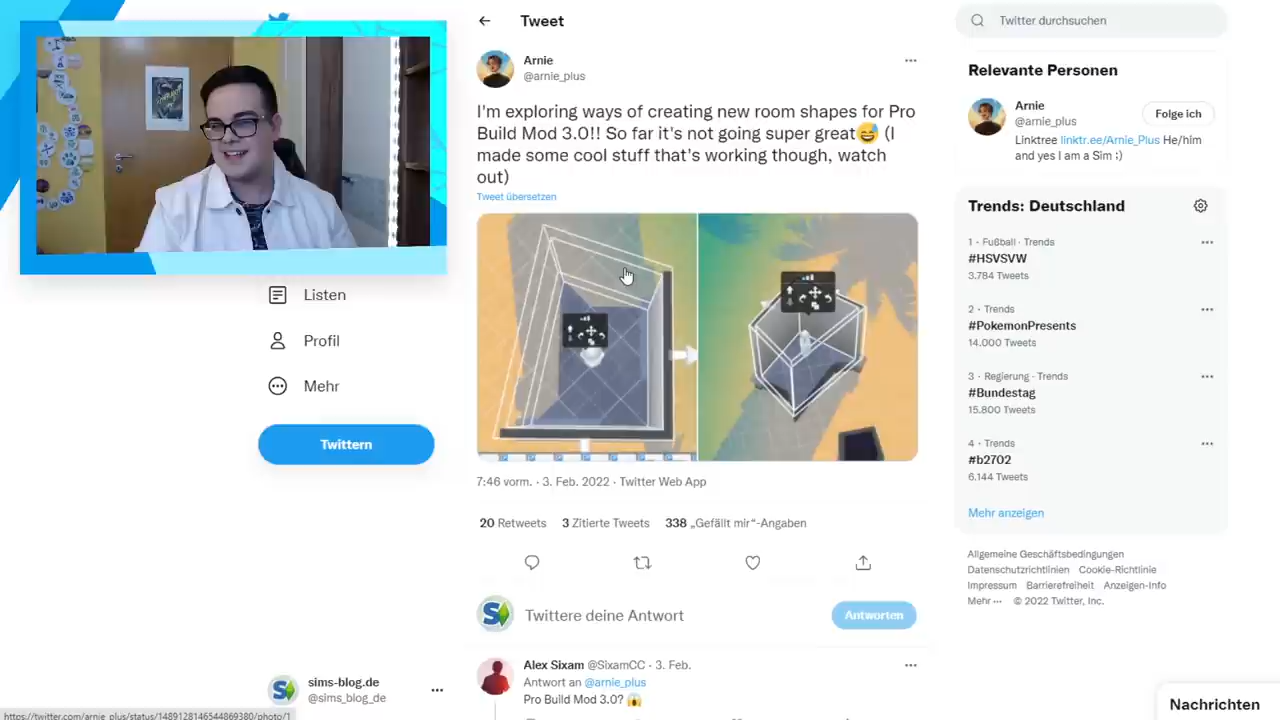 Tweet
Arnie
@arnie_plus
I'm exploring ways of creating new room shapes for Pro
Build Mod 3.0!! So far it's not going super great😅 (I
made some cool stuff that's working though, watch
out)
Tweet übersetzen
7:46 vorm. · 3. Feb. 2022 · Twitter Web App
20 Retweets 3 Zitierte Tweets 338 „Gefällt mir“-Angaben
Twittere deine Antwort
Antworten
Alex Sixam @SixamCC · 3. Feb.
Antwort an @arnie_plus
Pro Build Mod 3.0? 😱
Listen
Profil
Mehr
Twittern
sims-blog.de
@sims_blog_de
https://twitter.com/arnie_plus/status/1489128146544869380/photo/1
Twitter durchsuchen
Relevante Personen
Arnie
@arnie_plus
Folge ich
Linktree linktr.ee/Arnie_Plus He/him
and yes I am a Sim ;)
Trends: Deutschland
1 · Fußball · Trends
#HSVSVW
3.784 Tweets
2 · Trends
#PokemonPresents
14.000 Tweets
3 · Regierung · Trends
#Bundestag
15.800 Tweets
4 · Trends
#b2702
6.144 Tweets
Mehr anzeigen
Allgemeine Geschäftsbedingungen
Datenschutzrichtlinien Cookie-Richtlinie
Impressum Barrierefreiheit Anzeigen-Info
Mehr ··· © 2022 Twitter, Inc.
Nachrichten